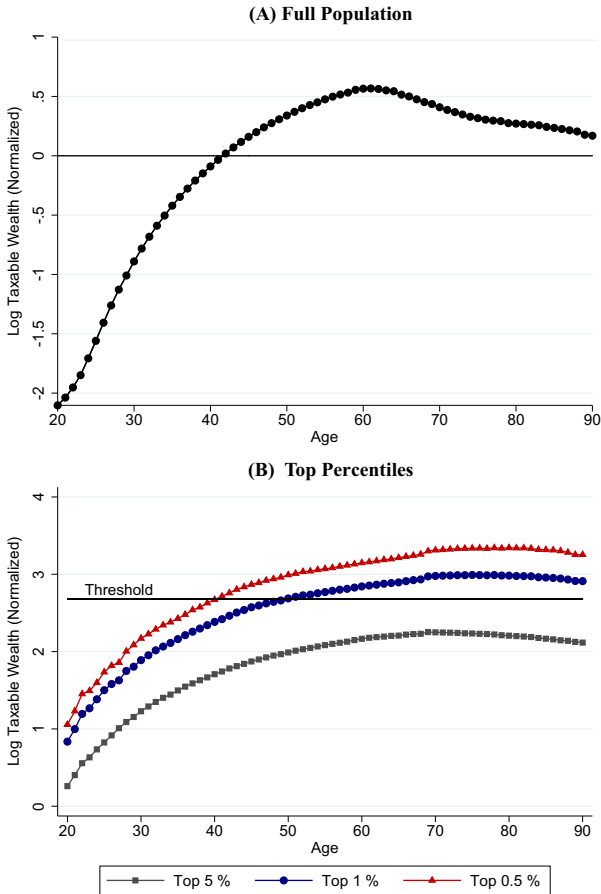 (A) Full Population
Log Taxable Wealth (Normalized)
1
.5
0
-.5
-1
-1.5
-2
20 30 40 50 60 70 80 90
Age
(B) Top Percentiles
Log Taxable Wealth (Normalized)
4
3
2
1
0
Threshold
20 30 40 50 60 70 80 90
Age
Top 5 % Top 1 % Top 0.5 %